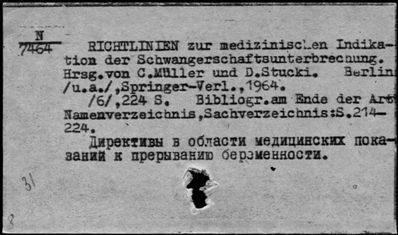 N
7464
RICHTLINIEN zur medizinischen Indika-
tion der Schwangerschaftsunterbrechung.
Hrsg.von C.Müller und D.Stucki. Berlin
/u.a./,Springer-Verl.,1964.
/6/,224 S. Bibliogr.am Ende der Art
Namenverzeichnis,Sachverzeichnis:S.214-
224.
Директивы в области медицинских пока-
заний к прерыванию беременности.
31